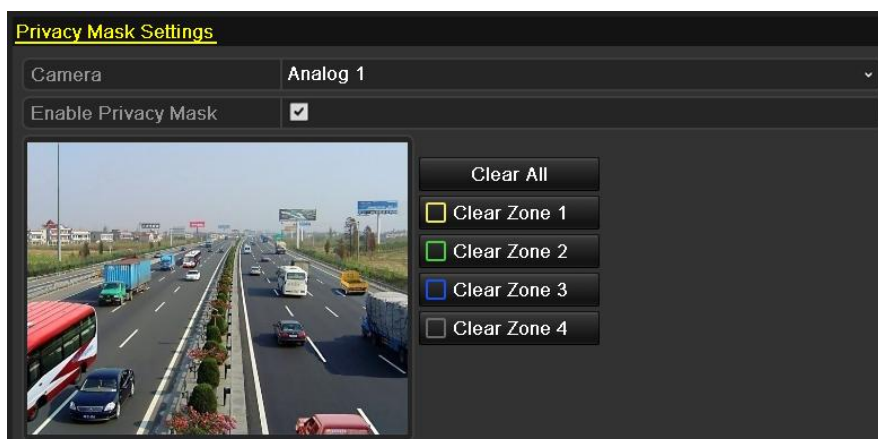 Privacy Mask Settings
Camera Analog 1
Enable Privacy Mask
Clear All
Clear Zone 1
Clear Zone 2
Clear Zone 3
Clear Zone 4